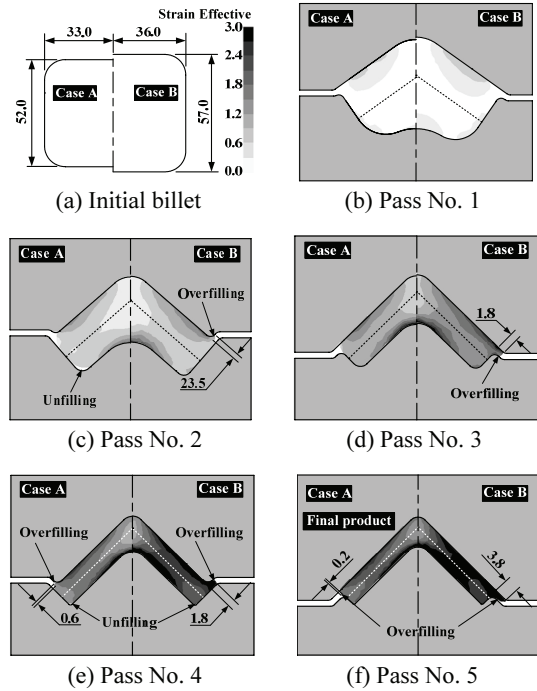 Strain Effective
33.0
36.0
3.0
2.4
1.8
1.2
0.6
0.0
Case A
Case B
52.0
57.0
(a) Initial billet
Case A
Case B
(b) Pass No. 1
Case A
Case B
Overfilling
Unfilling
23.5
(c) Pass No. 2
Case A
Case B
1.8
Overfilling
(d) Pass No. 3
Case A
Case B
Overfilling
Overfilling
0.6
Unfilling
1.8
(e) Pass No. 4
Case A
Case B
Final product
0.2
3.8
Overfilling
(f) Pass No. 5